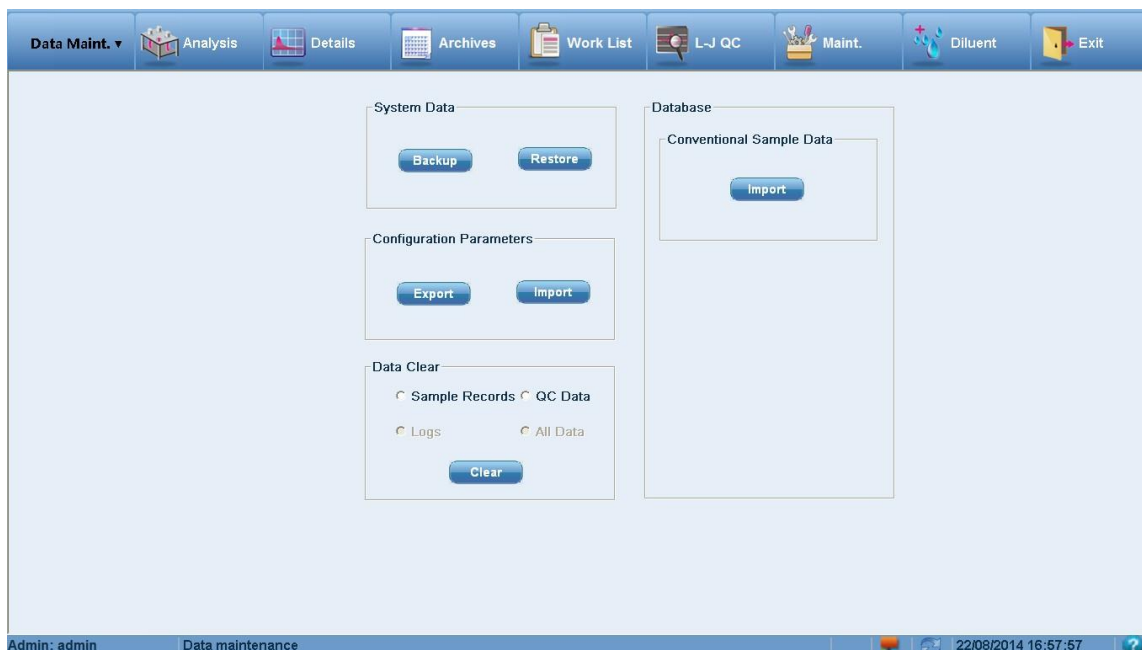 Data Maint. ▾ Analysis Details Archives Work List L-J QC Maint. Diluent Exit
System Data
Backup Restore
Configuration Parameters
Export Import
Data Clear
Sample Records QC Data
Logs All Data
Clear
Database
Conventional Sample Data
Import
Admin: admin Data maintenance 22/08/2014 16:57:57 ?